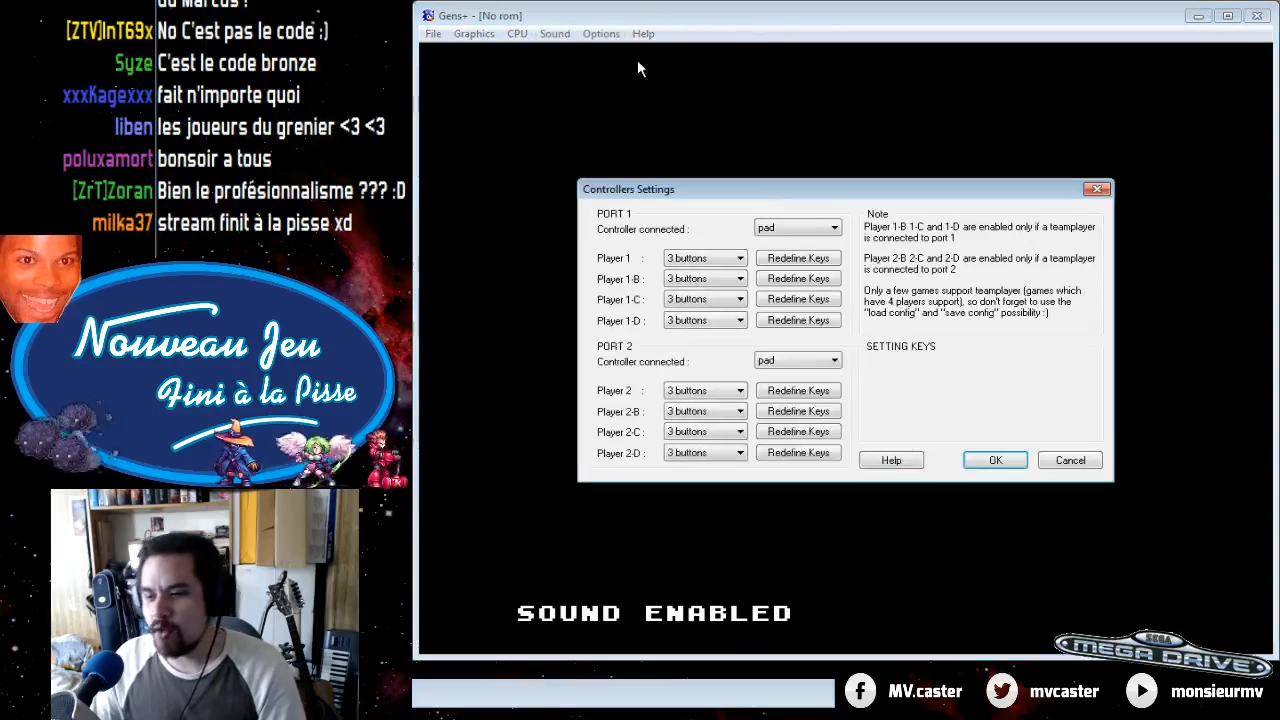 du Marcus !
[ZTV]InT69x No C'est pas le code ;)
Syze C'est le code bronze
xxxKagexxx fait n'importe quoi
liben les joueurs du grenier <3 <3
poluxamort bonsoir a tous
[ZrT]Zoran Bien le profésionnalisme ??? :D
milka37 stream finit à la pisse xd
Nouveau Jeu
Fini à la Pisse
Gens+ - [No rom]
File Graphics CPU Sound Options Help
Controllers Settings
PORT 1
Controller connected : pad
Player 1 : 3 buttons Redefine Keys
Player 1-B : 3 buttons Redefine Keys
Player 1-C : 3 buttons Redefine Keys
Player 1-D : 3 buttons Redefine Keys
PORT 2
Controller connected : pad
Player 2 : 3 buttons Redefine Keys
Player 2-B : 3 buttons Redefine Keys
Player 2-C : 3 buttons Redefine Keys
Player 2-D : 3 buttons Redefine Keys
Note
Player 1-B 1-C and 1-D are enabled only if a teamplayer
is connected to port 1
Player 2-B 2-C and 2-D are enabled only if a teamplayer
is connected to port 2
Only a few games support teamplayer (games which
have 4 players support), so don't forget to use the
"load config" and "save config" possibility :)
SETTING KEYS
Help OK Cancel
SOUND ENABLED
SEGA
MEGA DRIVE
MV.caster mvcaster monsieurmv